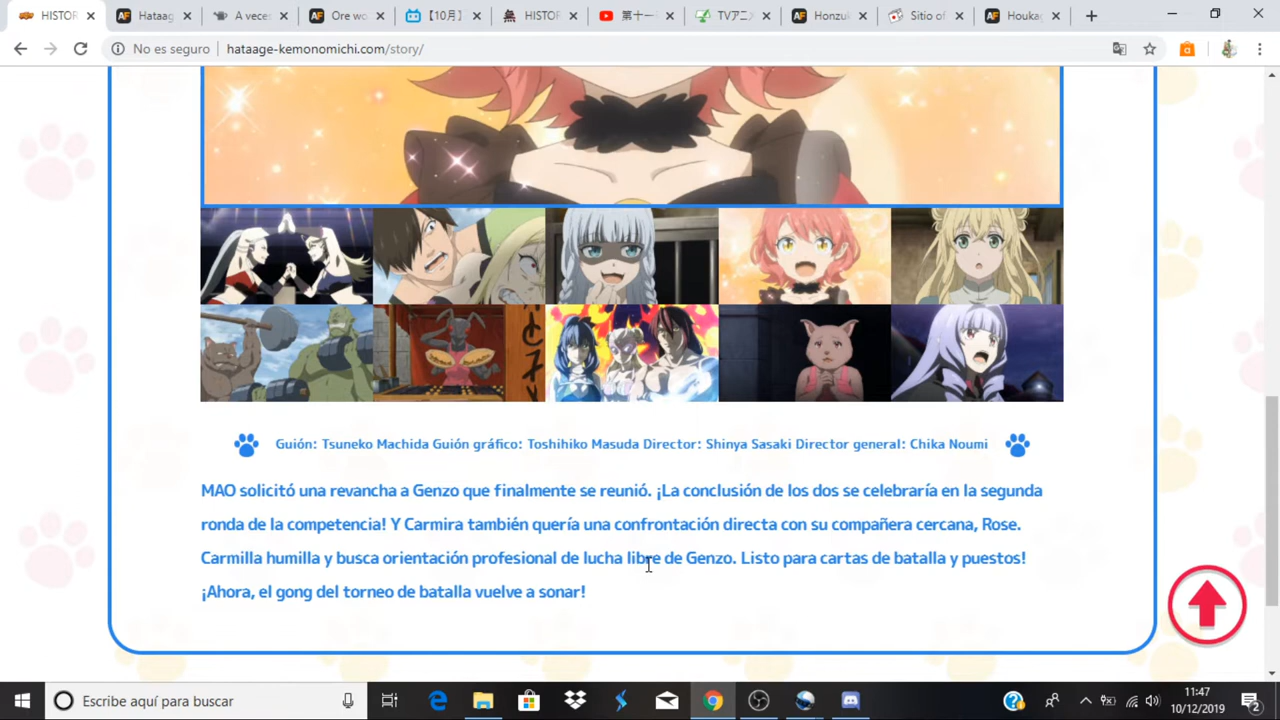 HISTOR
Hataag
A veces
Ore wo
【10月】
HISTOR
第十一
TVアニ
Honzuk
Sitio of
Houkag
No es seguro
hataage-kemonomichi.com/story/
Guión: Tsuneko Machida Guión gráfico: Toshihiko Masuda Director: Shinya Sasaki Director general: Chika Noumi
MAO solicitó una revancha a Genzo que finalmente se reunió. ¡La conclusión de los dos se celebraría en la segunda
ronda de la competencia! Y Carmira también quería una confrontación directa con su compañera cercana, Rose.
Carmilla humilla y busca orientación profesional de lucha libre de Genzo. Listo para cartas de batalla y puestos!
¡Ahora, el gong del torneo de batalla vuelve a sonar!
Escribe aquí para buscar
11:47
10/12/2019
2